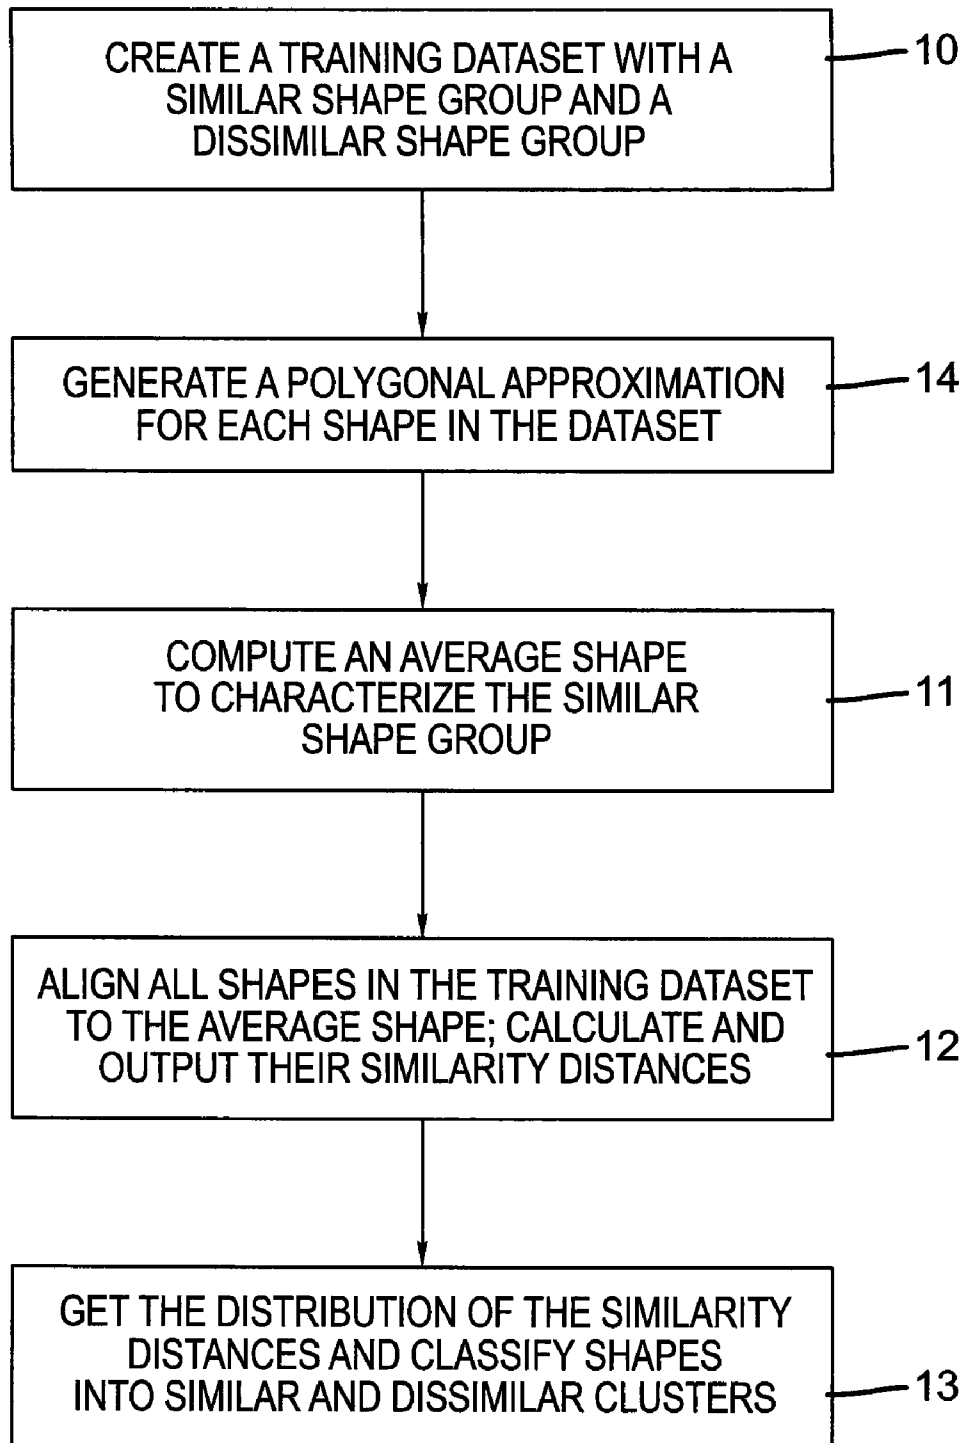 CREATE A TRAINING DATASET WITH A
SIMILAR SHAPE GROUP AND A
DISSIMILAR SHAPE GROUP
10
GENERATE A POLYGONAL APPROXIMATION
FOR EACH SHAPE IN THE DATASET
14
COMPUTE AN AVERAGE SHAPE
TO CHARACTERIZE THE SIMILAR
SHAPE GROUP
11
ALIGN ALL SHAPES IN THE TRAINING DATASET
TO THE AVERAGE SHAPE; CALCULATE AND
OUTPUT THEIR SIMILARITY DISTANCES
12
GET THE DISTRIBUTION OF THE SIMILARITY
DISTANCES AND CLASSIFY SHAPES
INTO SIMILAR AND DISSIMILAR CLUSTERS
13